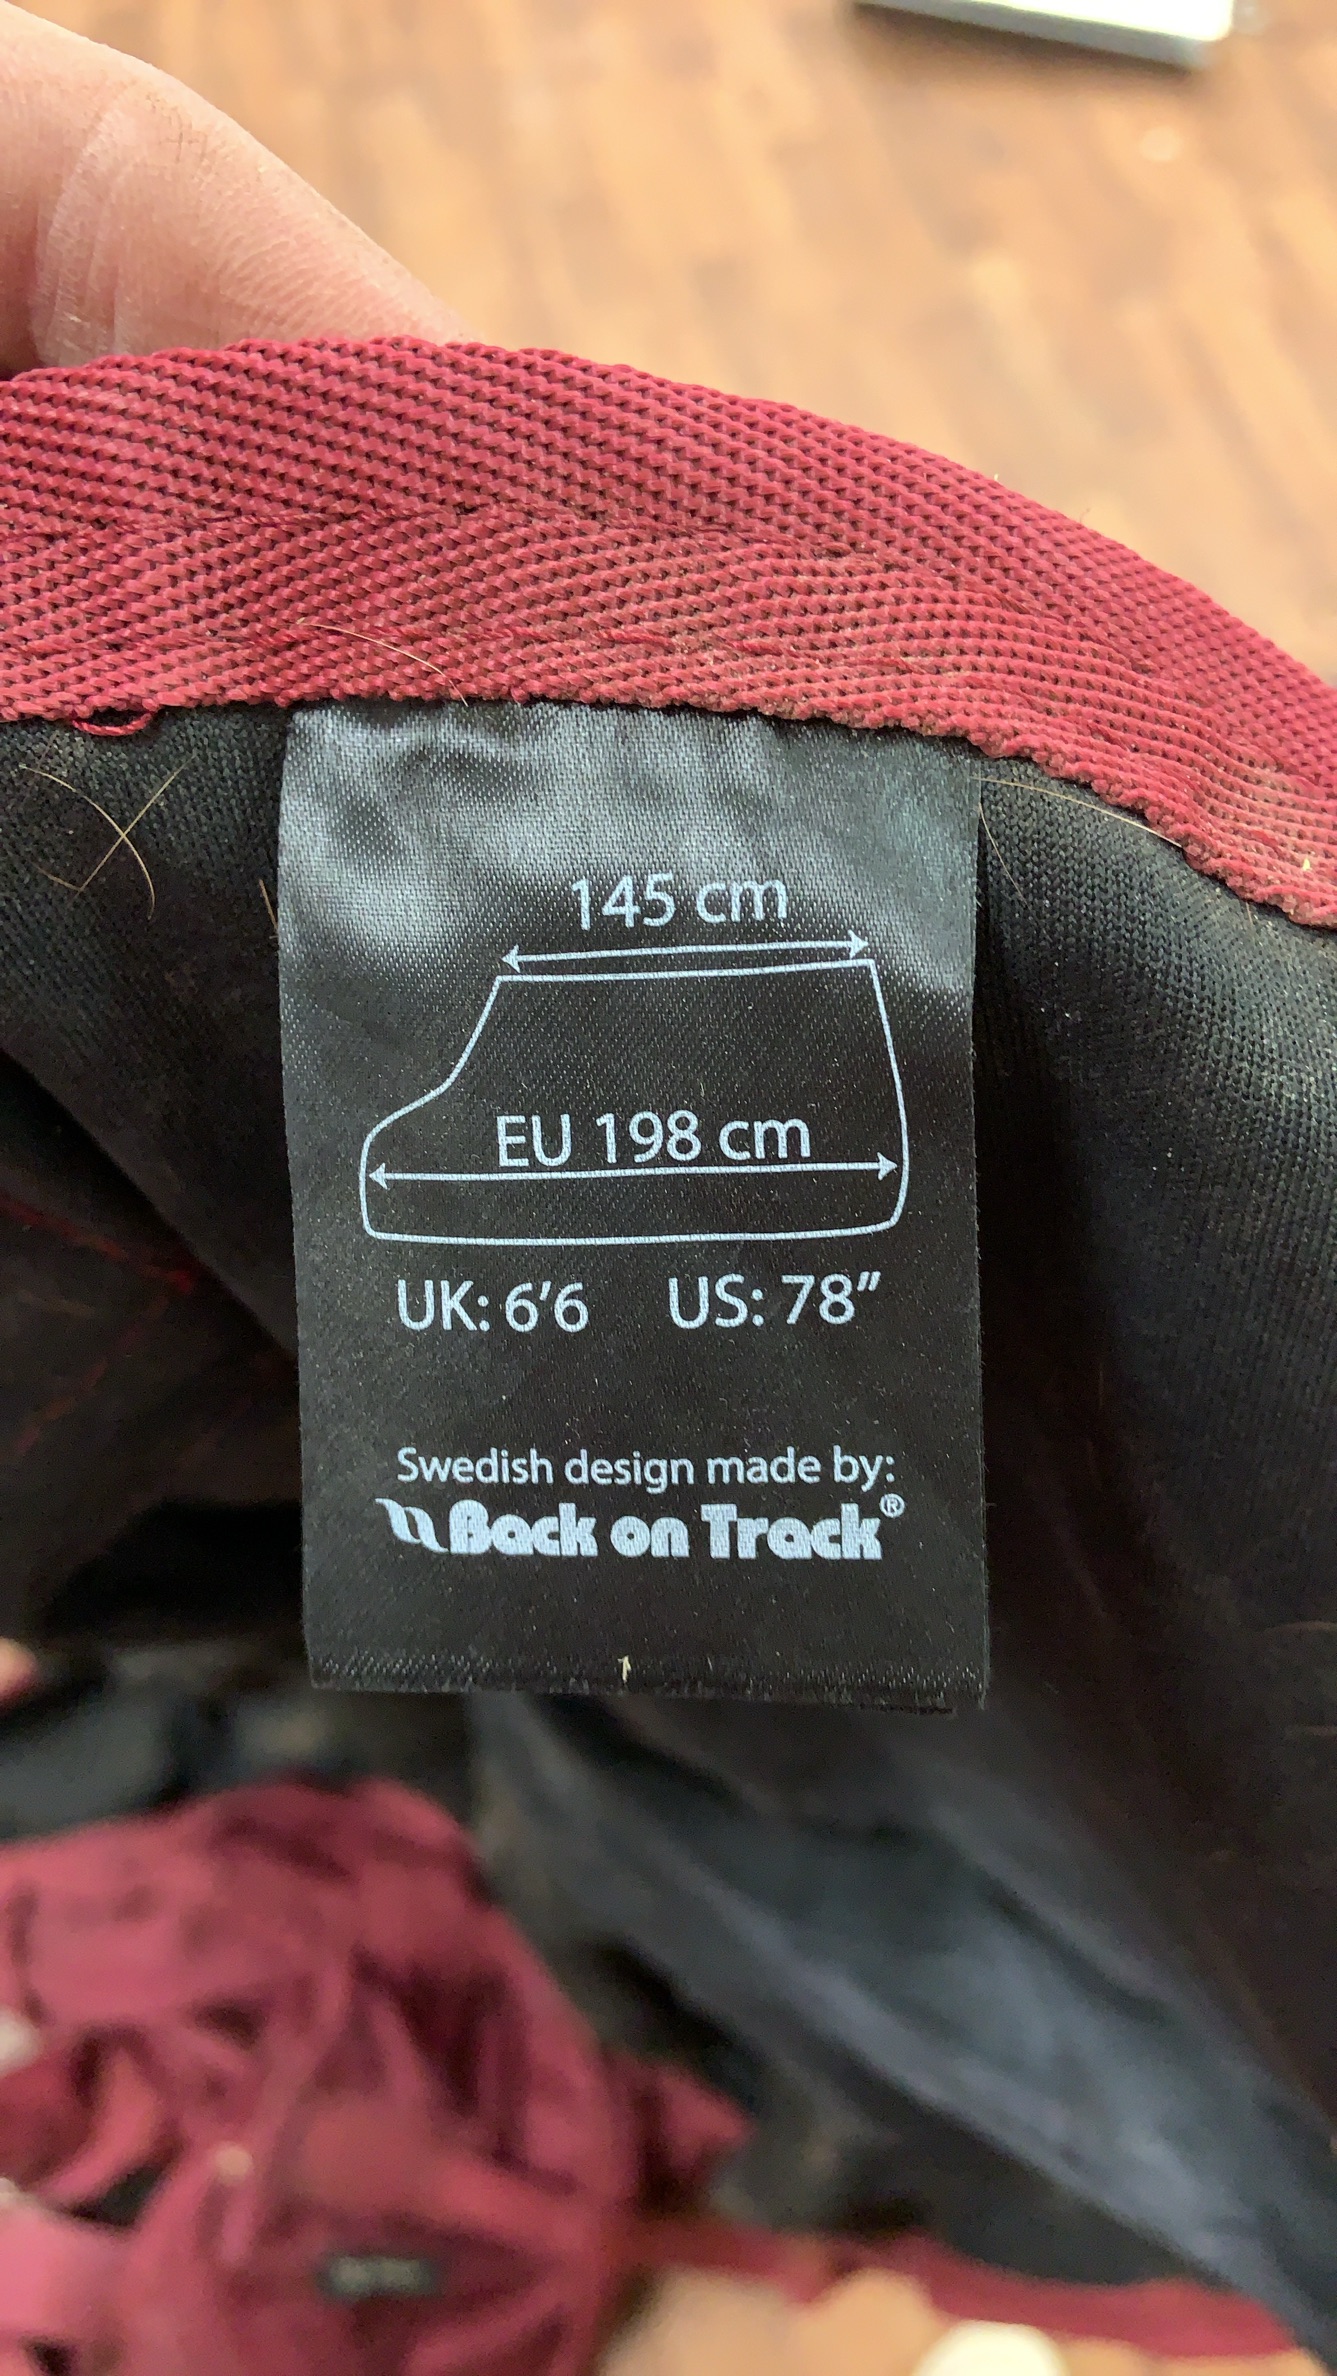 145 cm
EU 198 cm
UK: 6'6 US: 78"
Swedish design made by:
Back on Track®